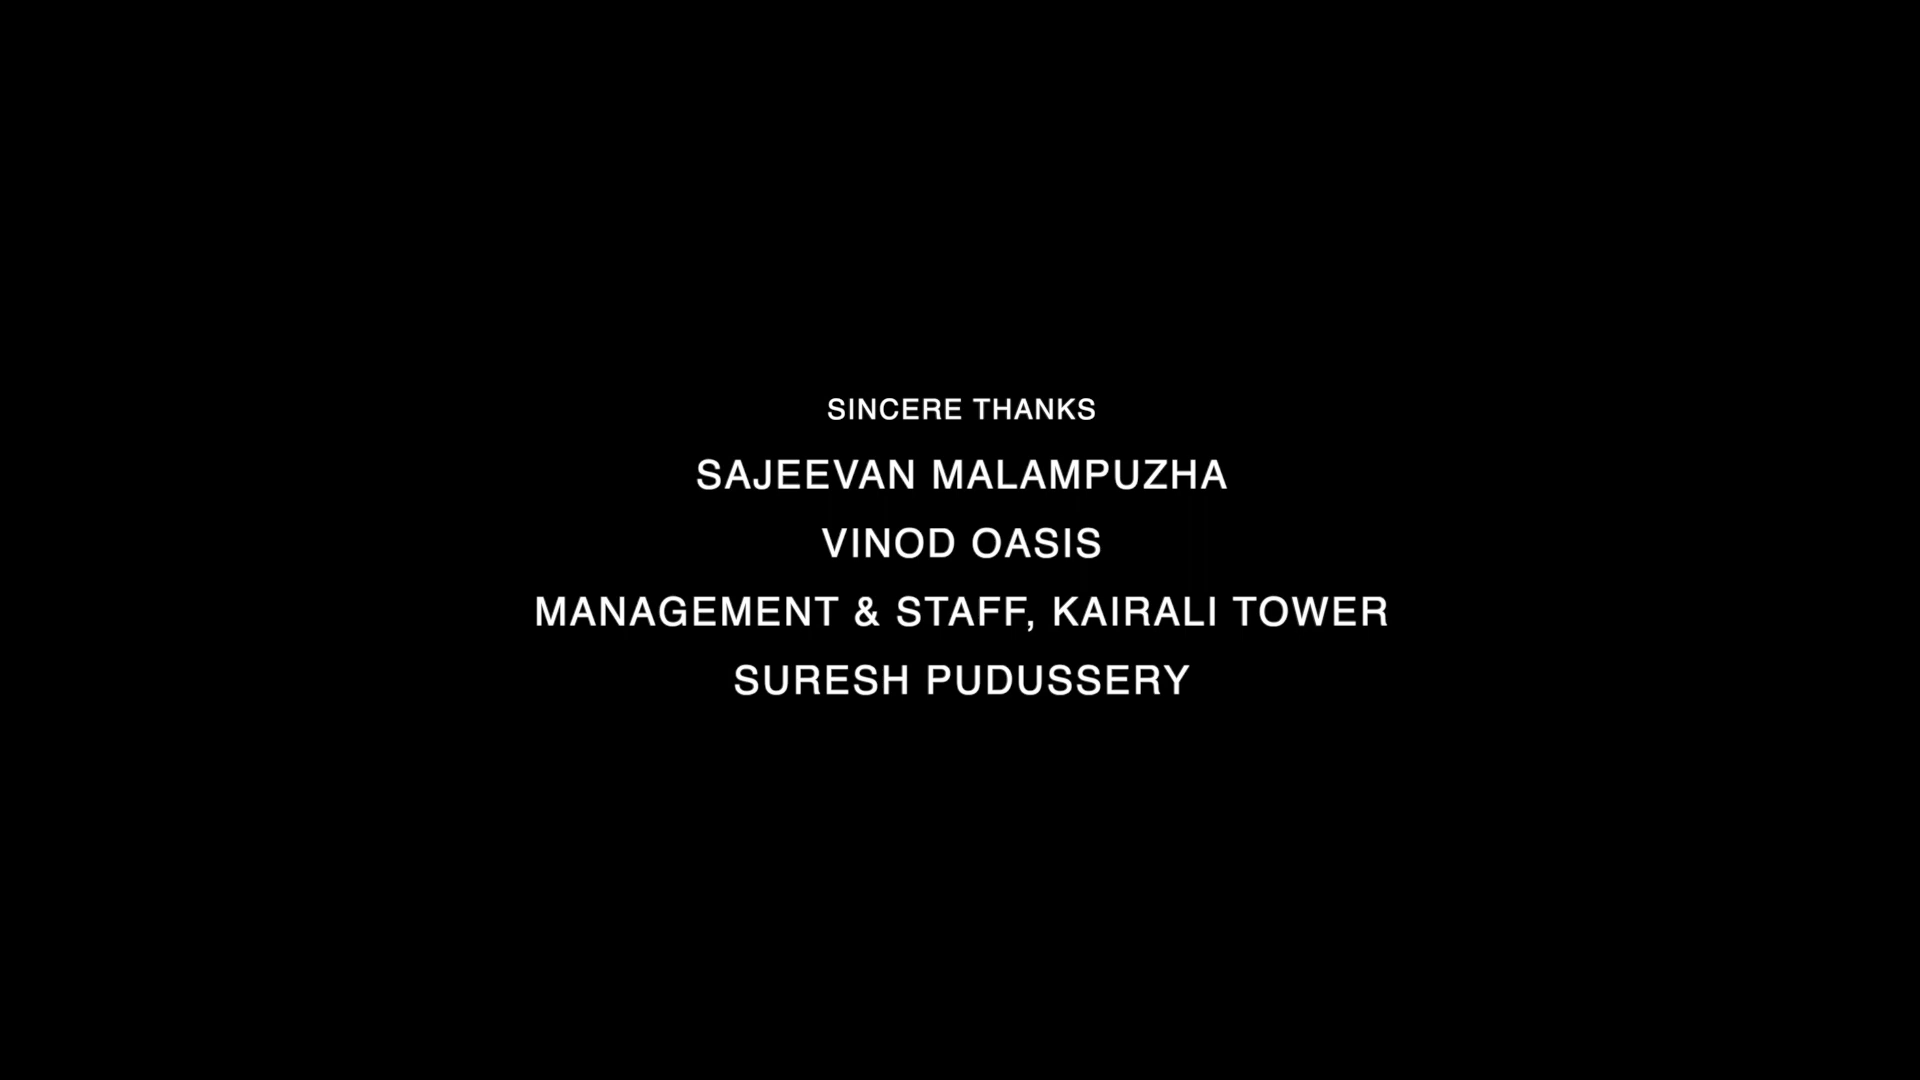 SINCERE THANKS
SAJEEVAN MALAMPUZHA
VINOD OASIS
MANAGEMENT & STAFF, KAIRALI TOWER
SURESH PUDUSSERY